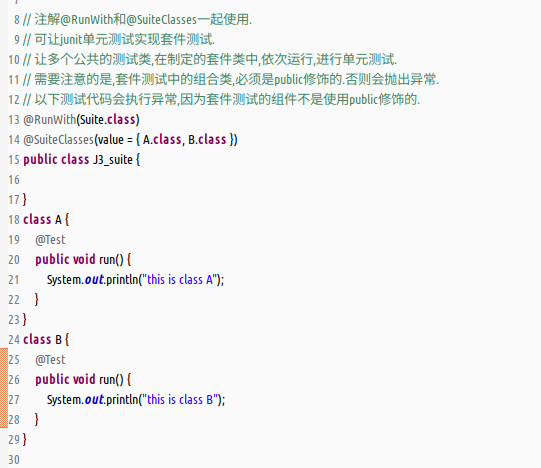 8 // 注解@RunWith和@SuiteClasses一起使用.
9 // 可让junit单元测试实现套件测试.
10 // 让多个公共的测试类,在制定的套件类中,依次运行,进行单元测试.
11 // 需要注意的是,套件测试中的组合类,必须是public修饰的.否则会抛出异常.
12 // 以下测试代码会执行异常,因为套件测试的组件不是使用public修饰的.
13 @RunWith(Suite.class)
14 @SuiteClasses(value = { A.class, B.class })
15 public class J3_suite {
16
17 }
18 class A {
19 @Test
20 public void run() {
21 System.out.println("this is class A");
22 }
23 }
24 class B {
25 @Test
26 public void run() {
27 System.out.println("this is class B");
28 }
29 }
30